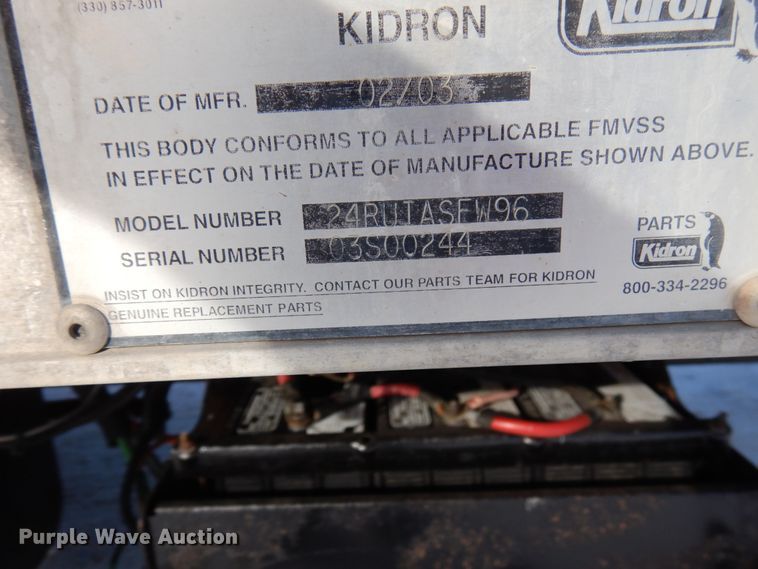 (330) 857-3011
Kidron
KIDRON
DATE OF MFR. 02/03
THIS BODY CONFORMS TO ALL APPLICABLE FMVSS
IN EFFECT ON THE DATE OF MANUFACTURE SHOWN ABOVE.
MODEL NUMBER 24RUTASFW96
SERIAL NUMBER 03S00244
PARTS
Kidron
800-334-2296
INSIST ON KIDRON INTEGRITY. CONTACT OUR PARTS TEAM FOR KIDRON
GENUINE REPLACEMENT PARTS
Purple Wave Auction